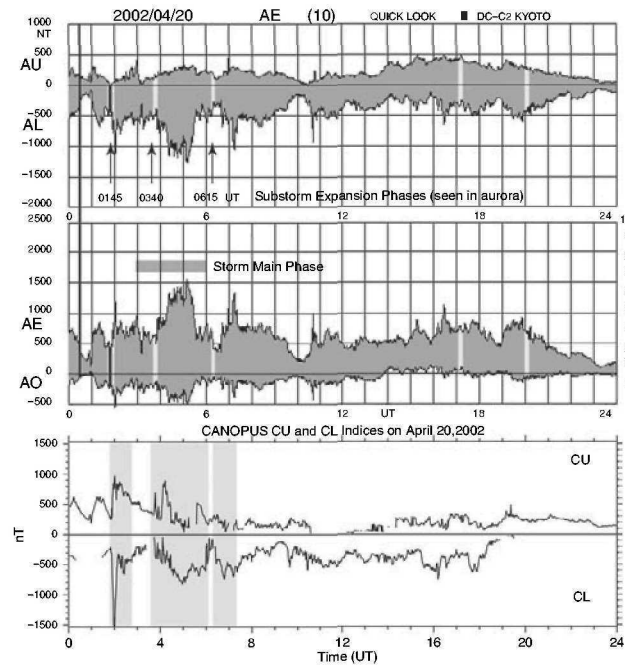 2002/04/20 AE (10) QUICK LOOK DC-C2 KYOTO
1000
NT
500
AU
0
AL
-500
-1000
-1500
-2000
0145 0340 0615 UT Substorm Expansion Phases (seen in aurora)
0 6 12 18 24
2500
2000
1500
Storm Main Phase
1000
AE
500
0
AO
-500
0 6 12 UT 18 24
CANOPUS CU and CL Indices on April 20,2002
1500
CU
1000
500
nT
0
-500
-1000
CL
-1500
0 4 8 12 16 20 24
Time (UT)